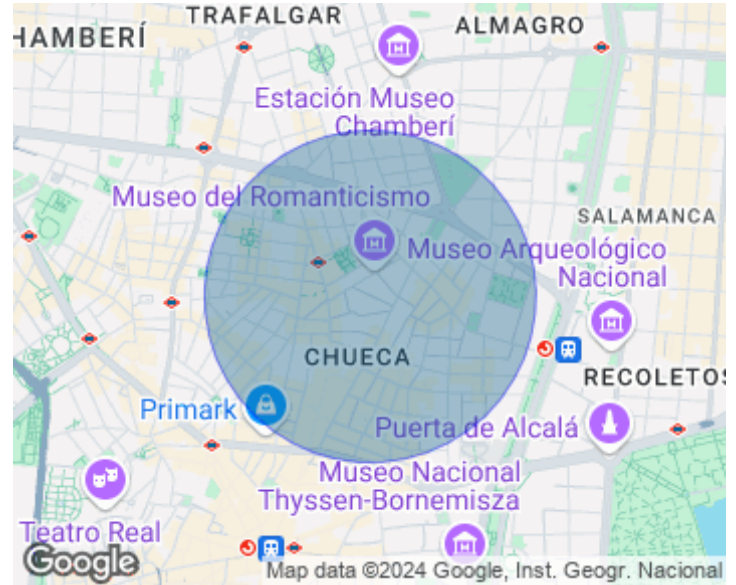 TRAFALGAR
ALMAGRO
HAMBERÍ
Estación Museo
Chamberí
Museo del Romanticismo
SALAMANCA
Museo Arqueológico
Nacional
CHUECA
RECOLETOS
Primark
Puerta de Alcalá
Museo Nacional
Thyssen-Bornemisza
Teatro Real
Google
Map data ©2024 Google, Inst. Geogr. Nacional